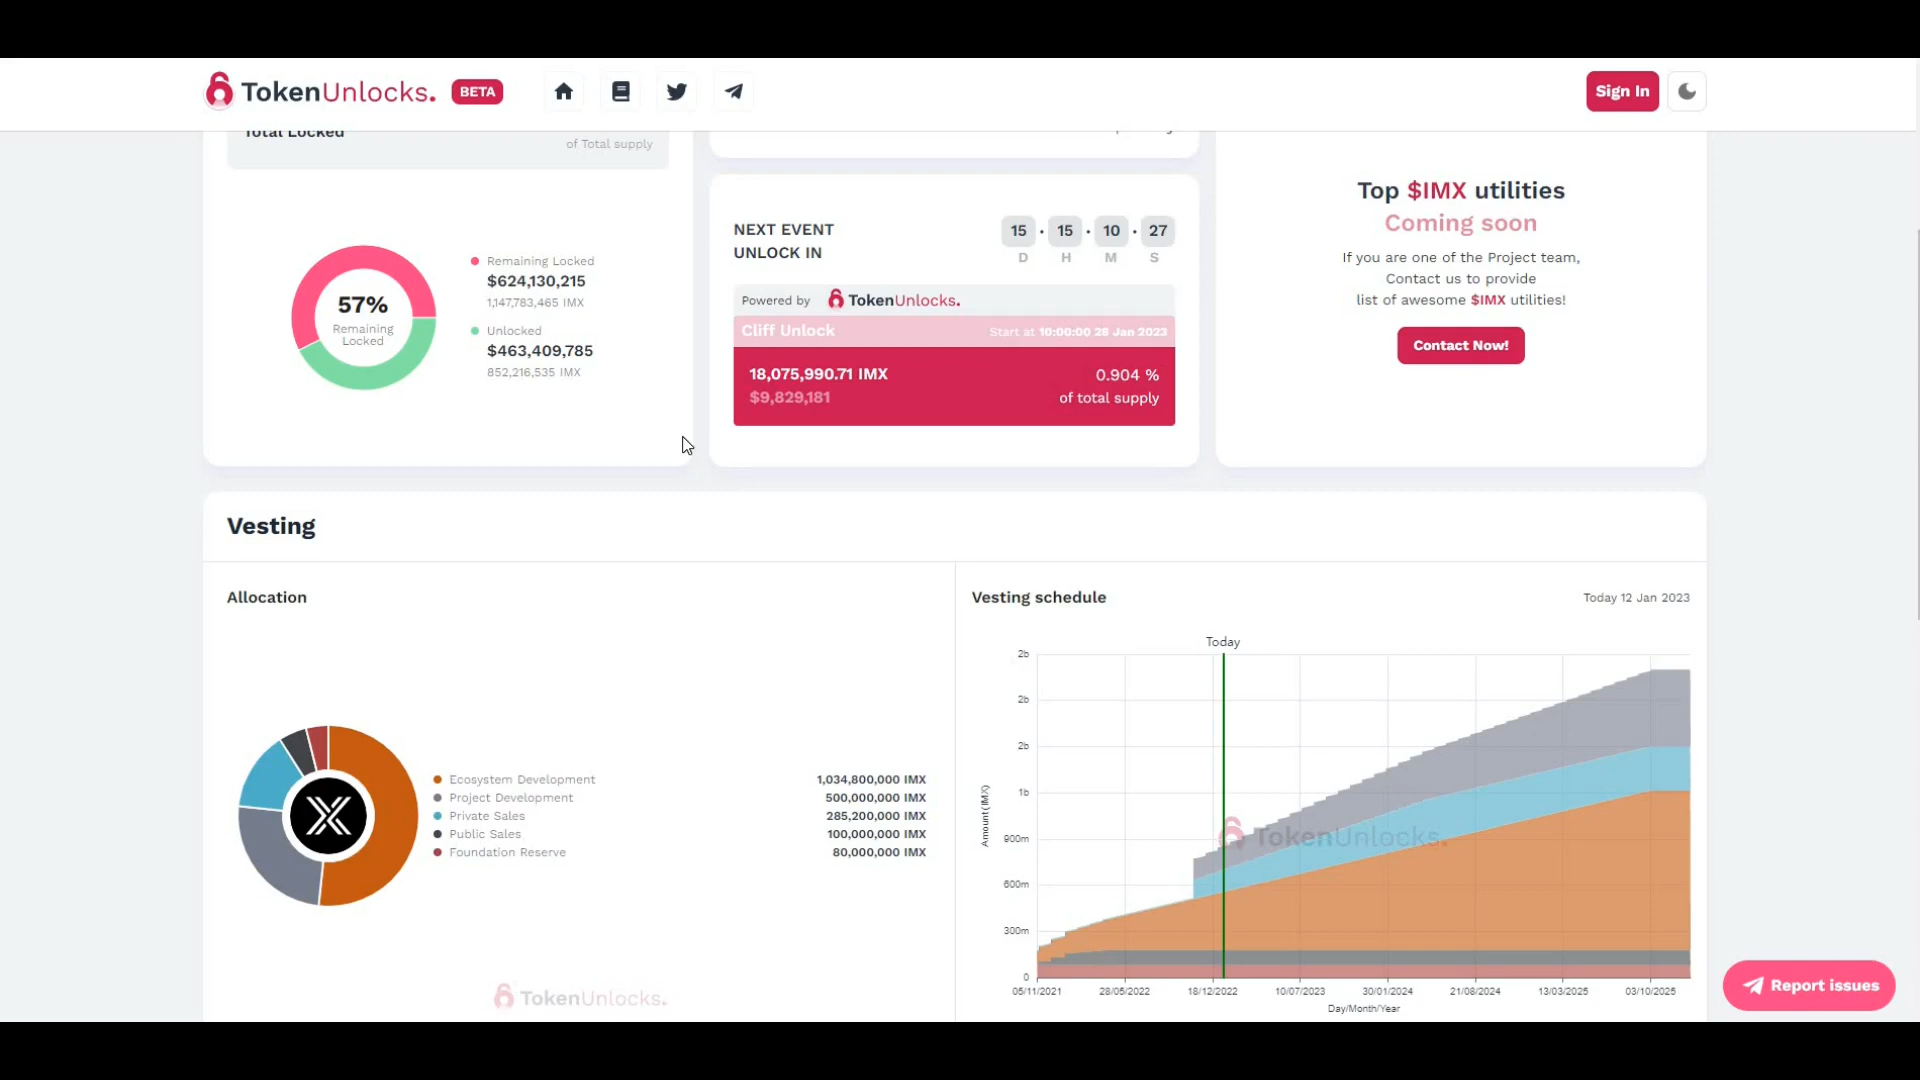 TokenUnlocks. BETA
Sign In
Total Locked
of Total supply
57%
Remaining
Locked
Remaining Locked
$624,130,215
1,147,783,465 IMX
Unlocked
$463,409,785
852,216,535 IMX
NEXT EVENT
UNLOCK IN
15 · 15 · 10 · 27
D H M S
Powered by TokenUnlocks.
Cliff Unlock Start at 10:00:00 28 Jan 2023
18,075,990.71 IMX 0.904 %
$9,829,181 of total supply
Top $IMX utilities
Coming soon
If you are one of the Project team,
Contact us to provide
list of awesome $IMX utilities!
Contact Now!
Vesting
Allocation
Ecosystem Development 1,034,800,000 IMX
Project Development 500,000,000 IMX
Private Sales 285,200,000 IMX
Public Sales 100,000,000 IMX
Foundation Reserve 80,000,000 IMX
TokenUnlocks.
Vesting schedule Today 12 Jan 2023
Today
2b
2b
2b
1b
900m
600m
300m
0
Amount (IMX)
TokenUnlocks.
05/11/2021 28/05/2022 18/12/2022 10/07/2023 30/01/2024 21/08/2024 13/03/2025 03/10/2025
Day/Month/Year
Report issues